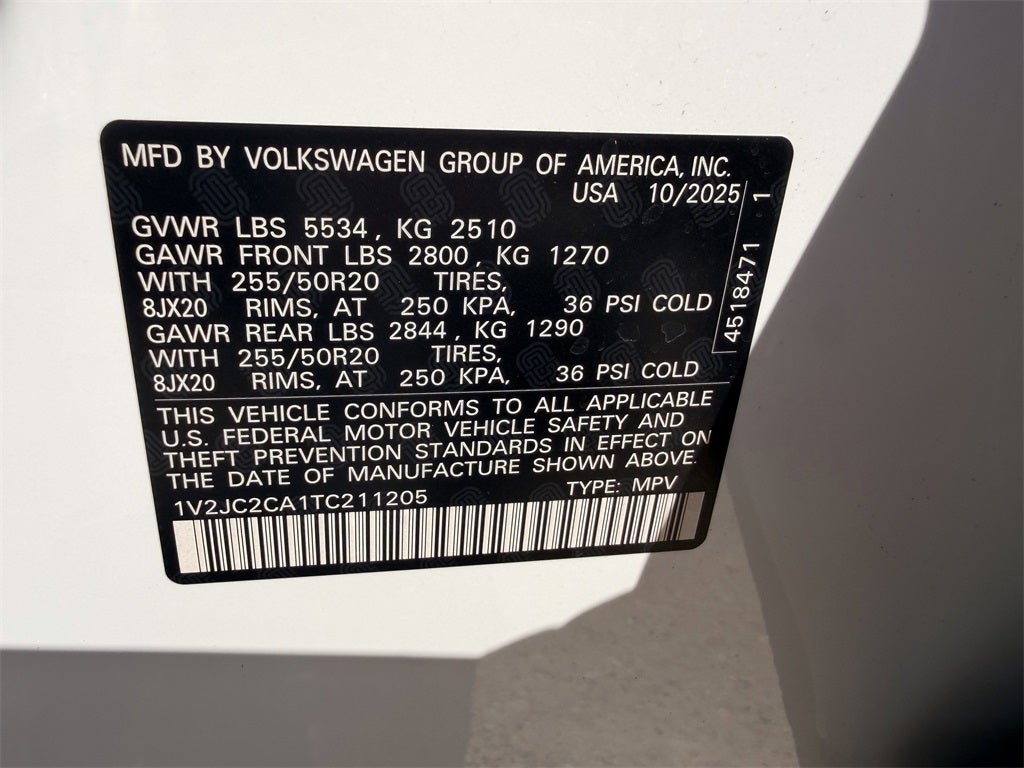 MFD BY VOLKSWAGEN GROUP OF AMERICA, INC.
USA 10/2025
GVWR LBS 5534, KG 2510
GAWR FRONT LBS 2800, KG 1270
WITH 255/50R20 TIRES,
8JX20 RIMS, AT 250 KPA, 36 PSI COLD
GAWR REAR LBS 2844, KG 1290
WITH 255/50R20 TIRES,
8JX20 RIMS, AT 250 KPA, 36 PSI COLD
4518471 1
THIS VEHICLE CONFORMS TO ALL APPLICABLE
U.S. FEDERAL MOTOR VEHICLE SAFETY AND
THEFT PREVENTION STANDARDS IN EFFECT ON
THE DATE OF MANUFACTURE SHOWN ABOVE.
1V2JC2CA1TC211205 TYPE: MPV